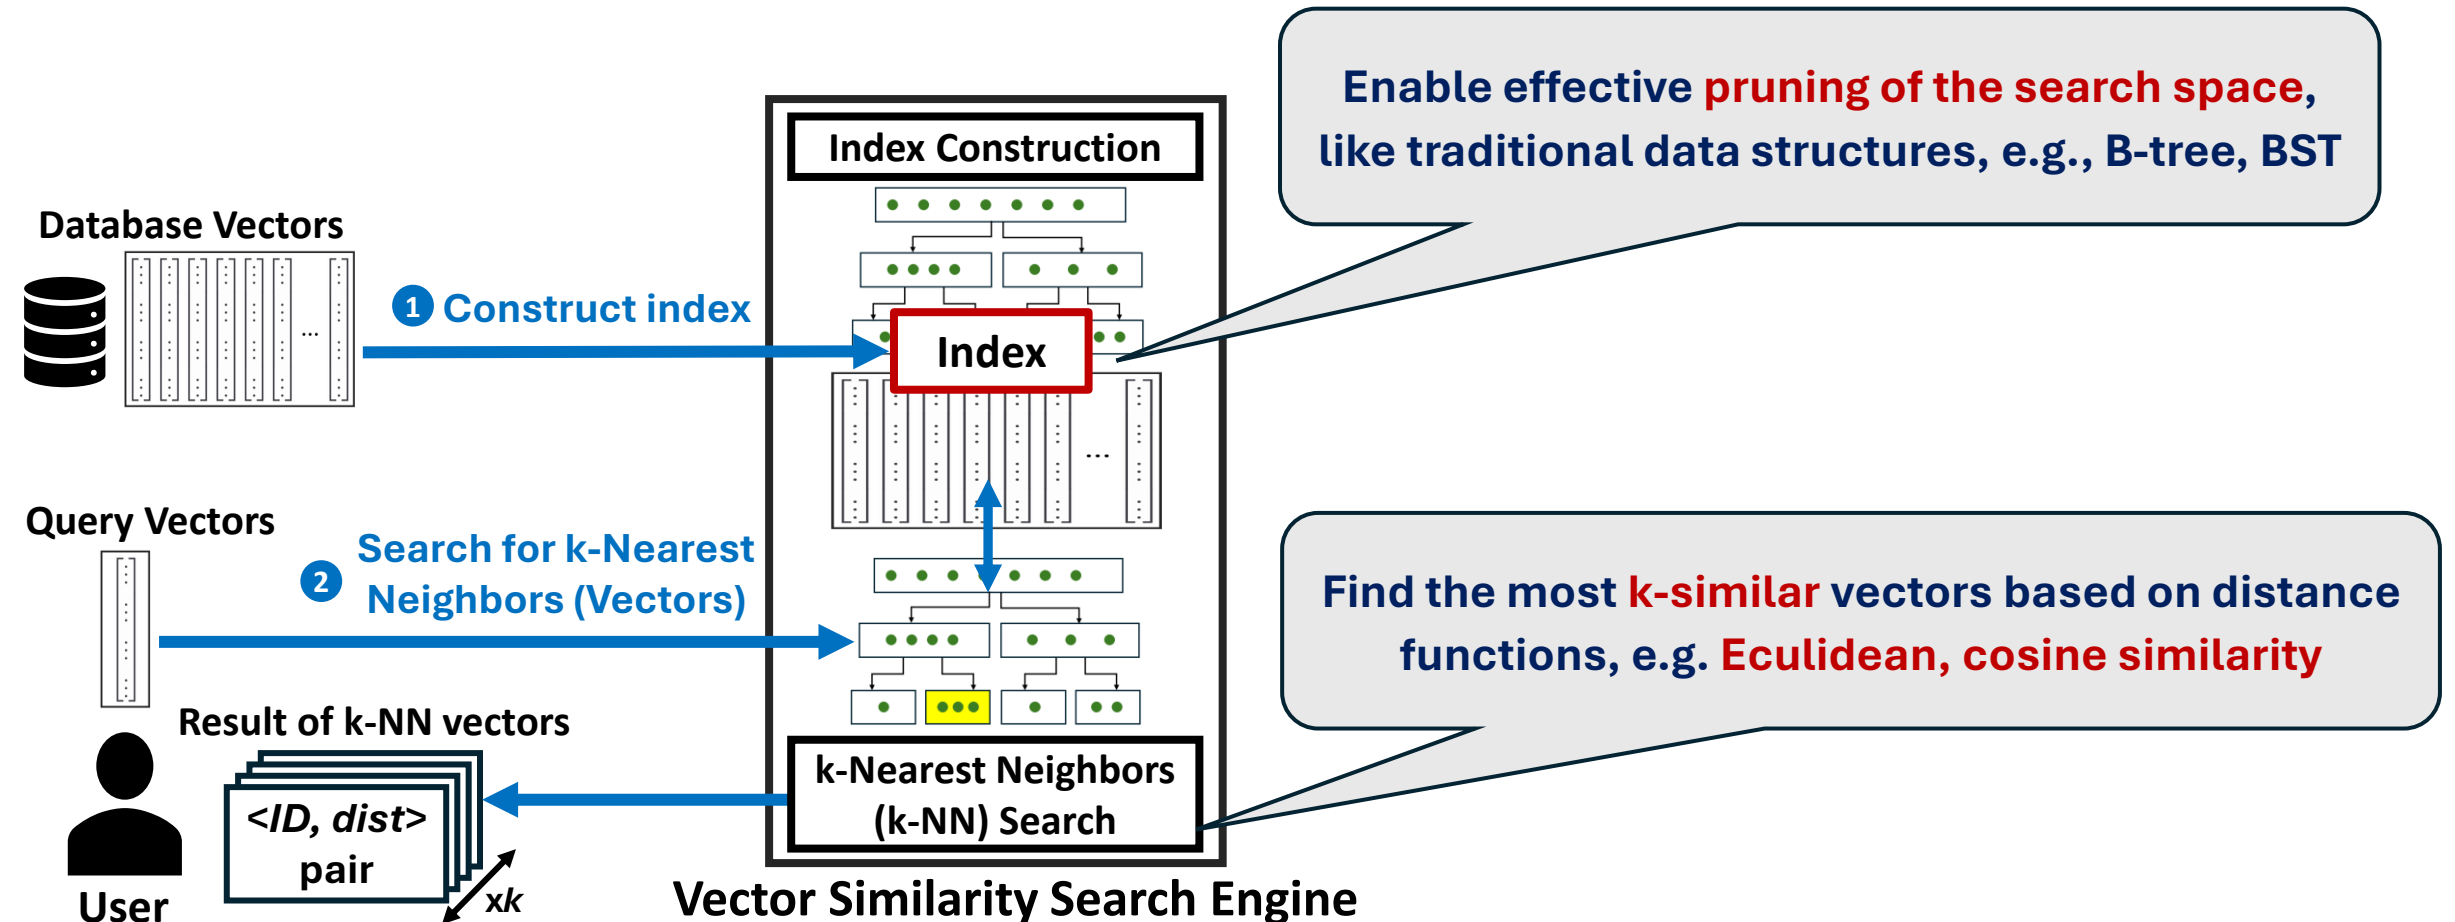 Enable effective pruning of the search space,
like traditional data structures, e.g., B-tree, BST
Index Construction
Database Vectors
...
1 Construct index
Index
...
Query Vectors
2 Search for k-Nearest
Neighbors (Vectors)
Find the most k-similar vectors based on distance
functions, e.g. Eculidean, cosine similarity
Result of k-NN vectors
<ID, dist>
pair
xk
User
k-Nearest Neighbors
(k-NN) Search
Vector Similarity Search Engine